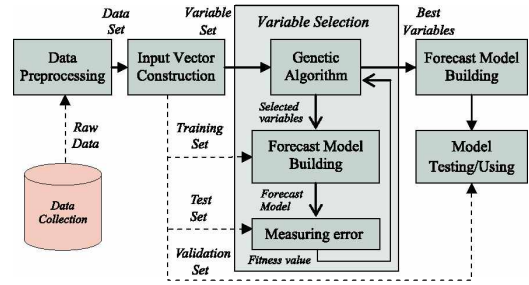 Data
Set
Variable
Set
Variable Selection
Best
Variables
Data
Preprocessing
Input Vector
Construction
Genetic
Algorithm
Forecast Model
Building
Selected
variables
Raw
Data
Training
Set
Forecast Model
Building
Model
Testing/Using
Data
Collection
Test
Set
Forecast
Model
Measuring error
Validation
Set
Fitness value